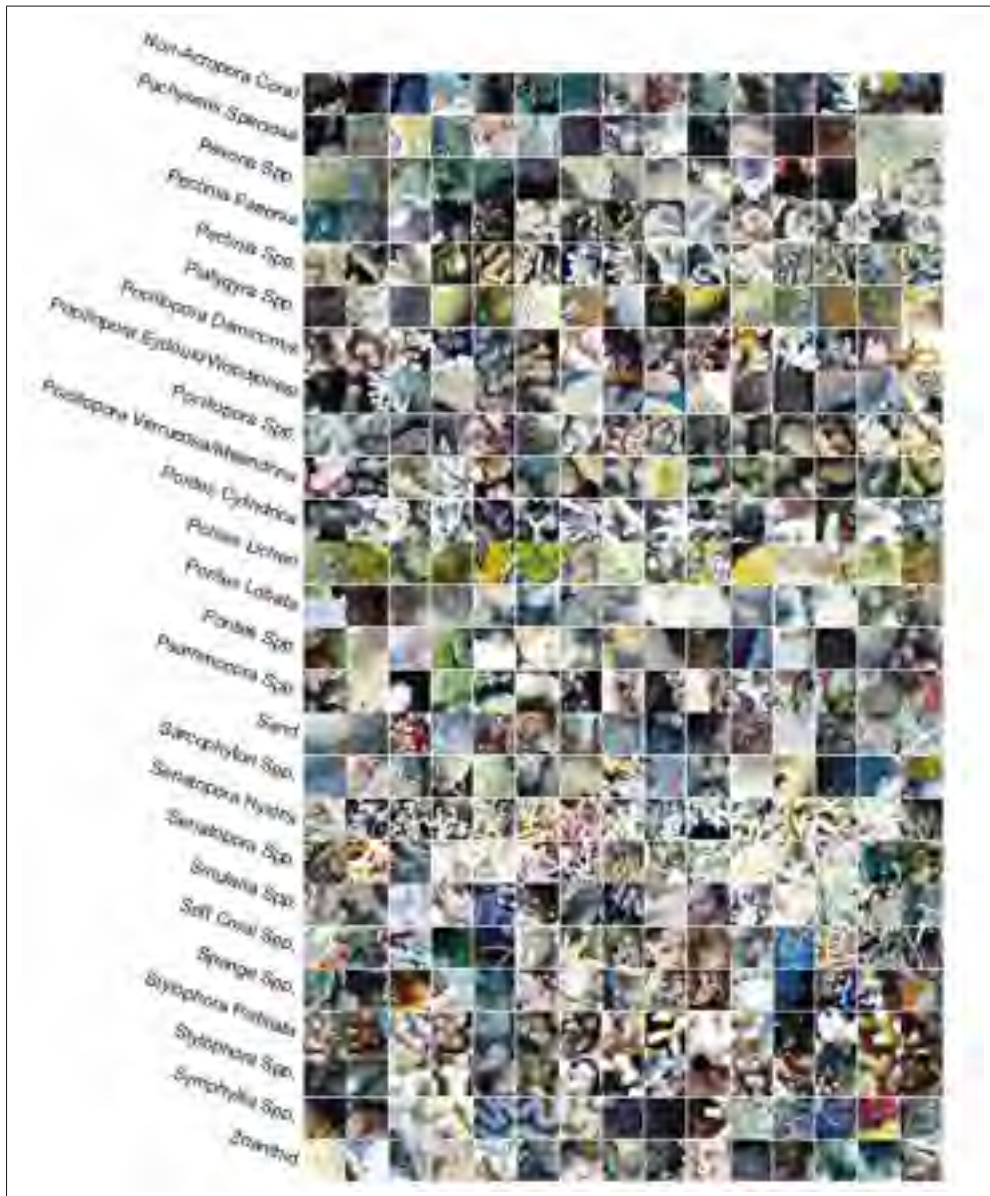 Non-Acropora Coral
Pachyseris Speciosa
Pavona Spp.
Pectinia Paeonia
Pectinia Spp.
Platygyra Spp.
Pocillopora Damicornis
Pocillopora Eydouxi/Woodjonesi
Pocillopora Spp.
Pocillopora Verrucosa/Meandrina
Porites Cylindrica
Porites Lichen
Porites Lobata
Porites Spp.
Psammocora Spp.
Sand
Sarcophyton Spp.
Seriatopora Hystrix
Seriatopora Spp.
Sinularia Spp.
Soft Coral Spp.
Sponge Spp.
Stylophora Pistillata
Stylophora Spp.
Symphyllia Spp.
Zoanthid